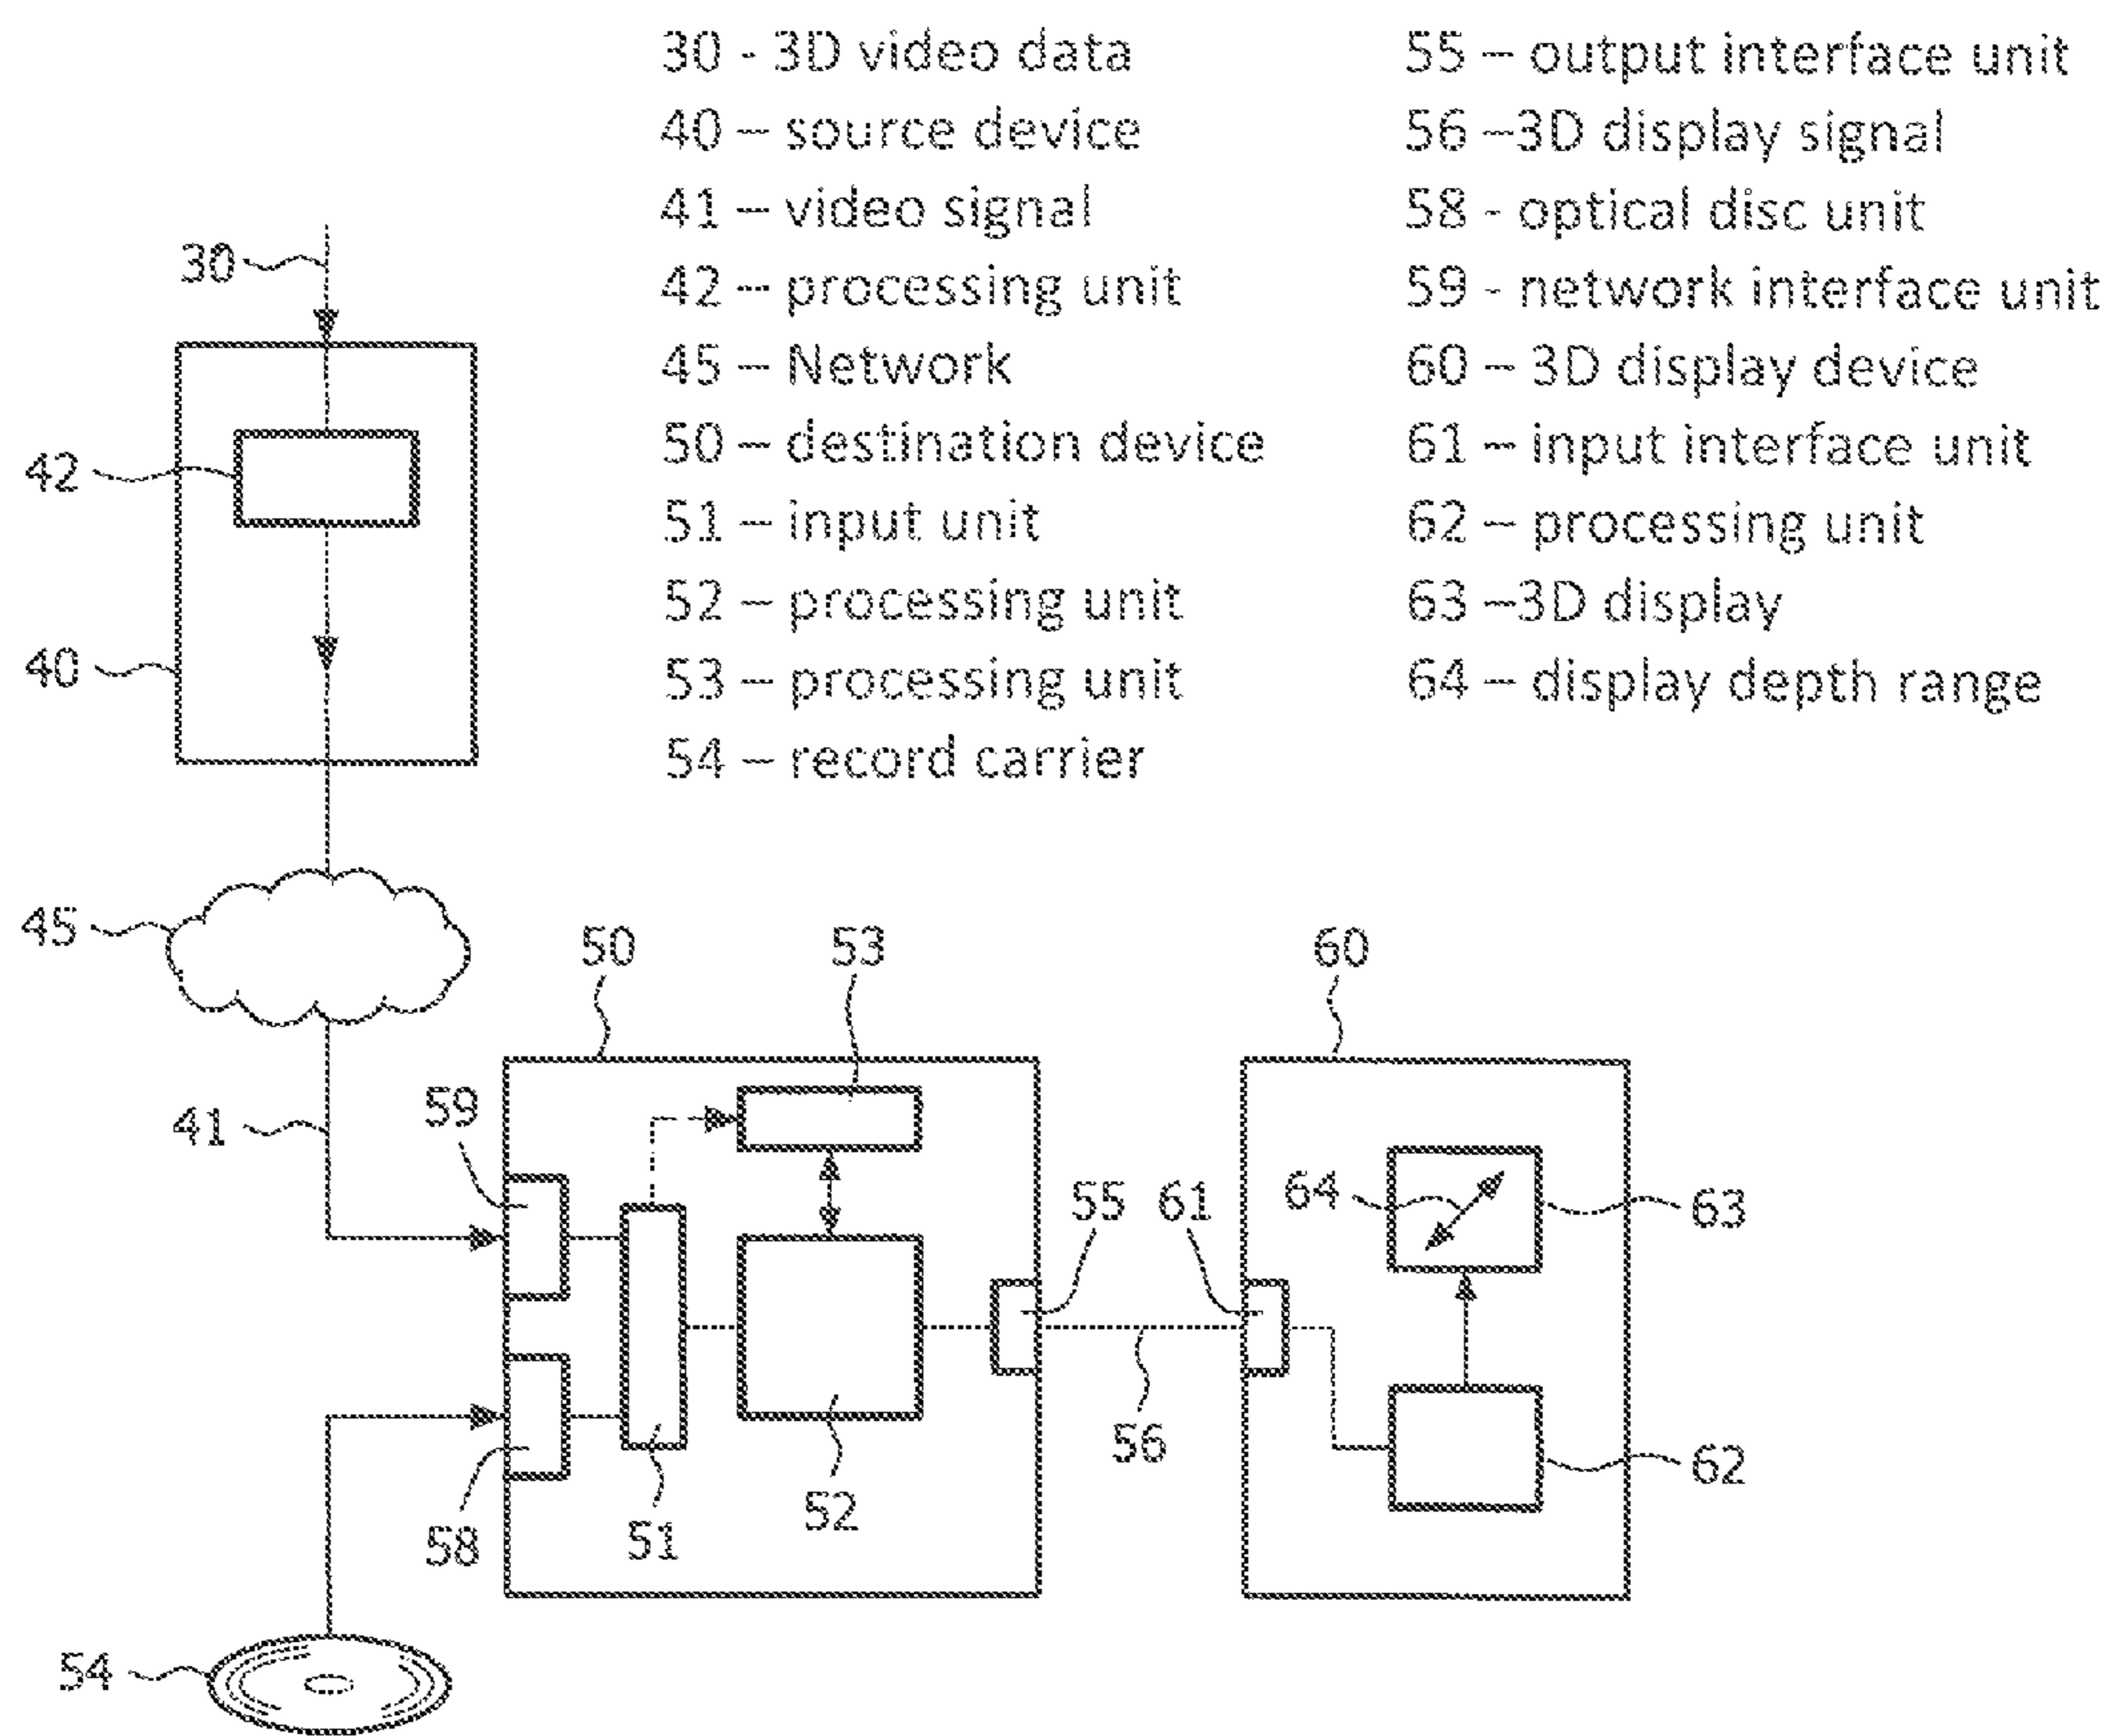 30 - 3D video data
40 – source device
41 – video signal
42 – processing unit
45 – Network
50 – destination device
51 – input unit
52 – processing unit
53 – processing unit
54 – record carrier
55 – output interface unit
56 –3D display signal
58 - optical disc unit
59 - network interface unit
60 – 3D display device
61 – input interface unit
62 – processing unit
63 –3D display
64 – display depth range
30
42
40
45
50
53
60
41
59
55
61
64
63
56
62
58
51
52
54